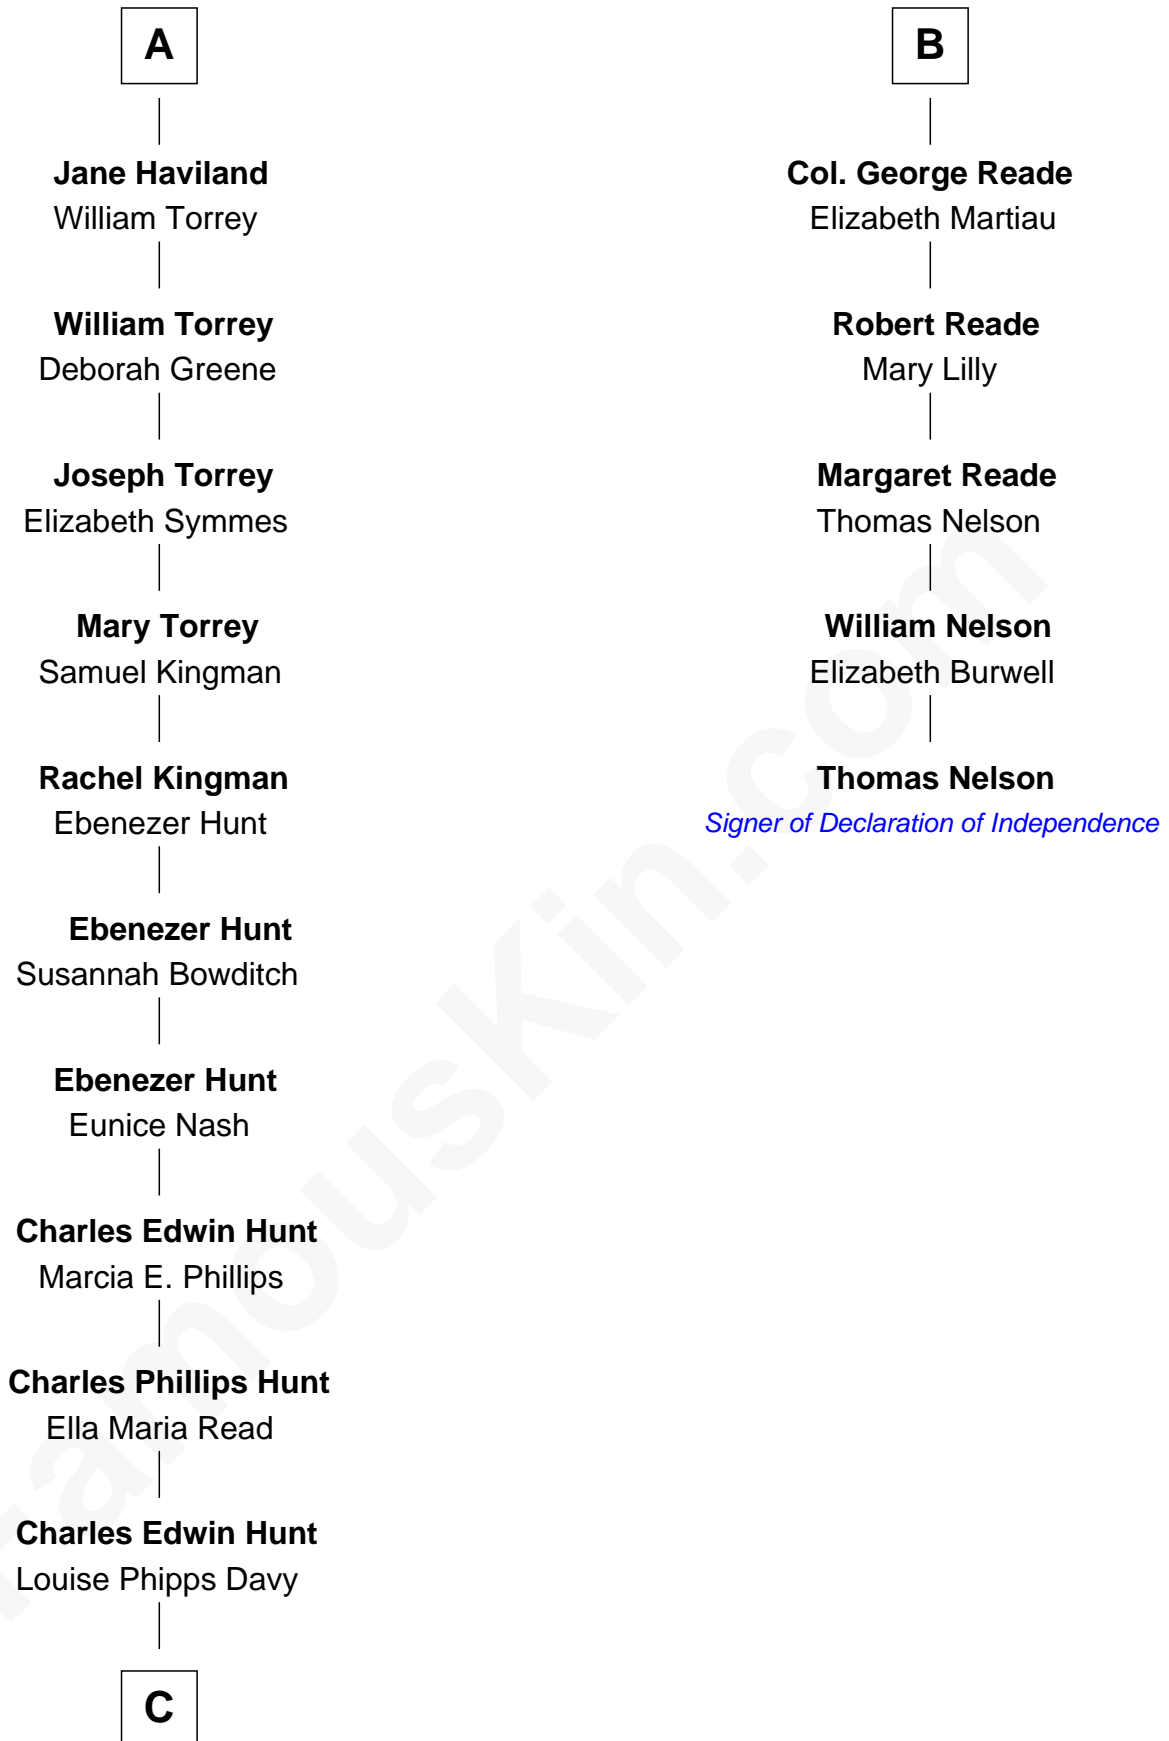 A
Jane Haviland
William Torrey
William Torrey
Deborah Greene
Joseph Torrey
Elizabeth Symmes
Mary Torrey
Samuel Kingman
Rachel Kingman
Ebenezer Hunt
Ebenezer Hunt
Susannah Bowditch
Ebenezer Hunt
Eunice Nash
Charles Edwin Hunt
Marcia E. Phillips
Charles Phillips Hunt
Ella Maria Read
Charles Edwin Hunt
Louise Phipps Davy
C
B
Col. George Reade
Elizabeth Martiau
Robert Reade
Mary Lilly
Margaret Reade
Thomas Nelson
William Nelson
Elizabeth Burwell
Thomas Nelson
Signer of Declaration of Independence
FamousKin.com